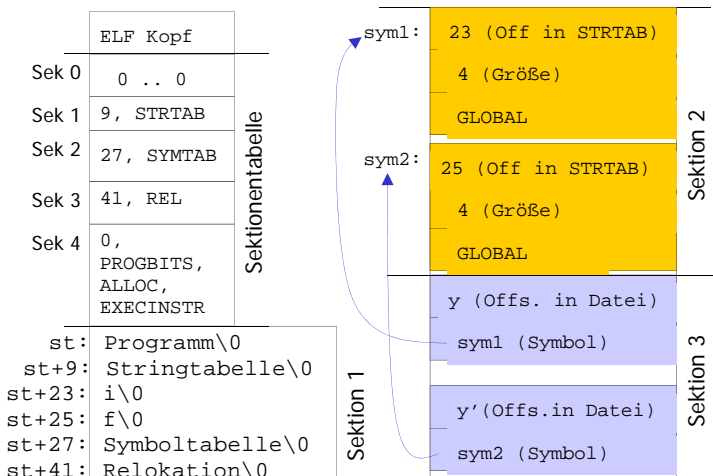 ELF Kopf
Sek 0
0 .. 0
Sek 1
9, STRTAB
Sek 2
27, SYMTAB
Sek 3
41, REL
Sek 4
0,
PROGBITS,
ALLOC,
EXECINSTR
Sektionentabelle
st: Programm\0
st+9: Stringtabelle\0
st+23: i\0
st+25: f\0
st+27: Symboltabelle\0
st+41: Relokation\0
Sektion 1
sym1: 23 (Off in STRTAB)
4 (Größe)
GLOBAL
sym2: 25 (Off in STRTAB)
4 (Größe)
GLOBAL
Sektion 2
y (Offs. in Datei)
sym1 (Symbol)
y’(Offs.in Datei)
sym2 (Symbol)
Sektion 3